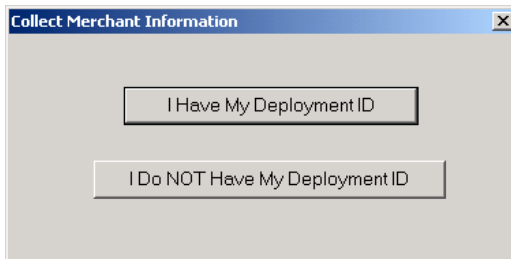 Collect Merchant Information
I Have My Deployment ID
I Do NOT Have My Deployment ID